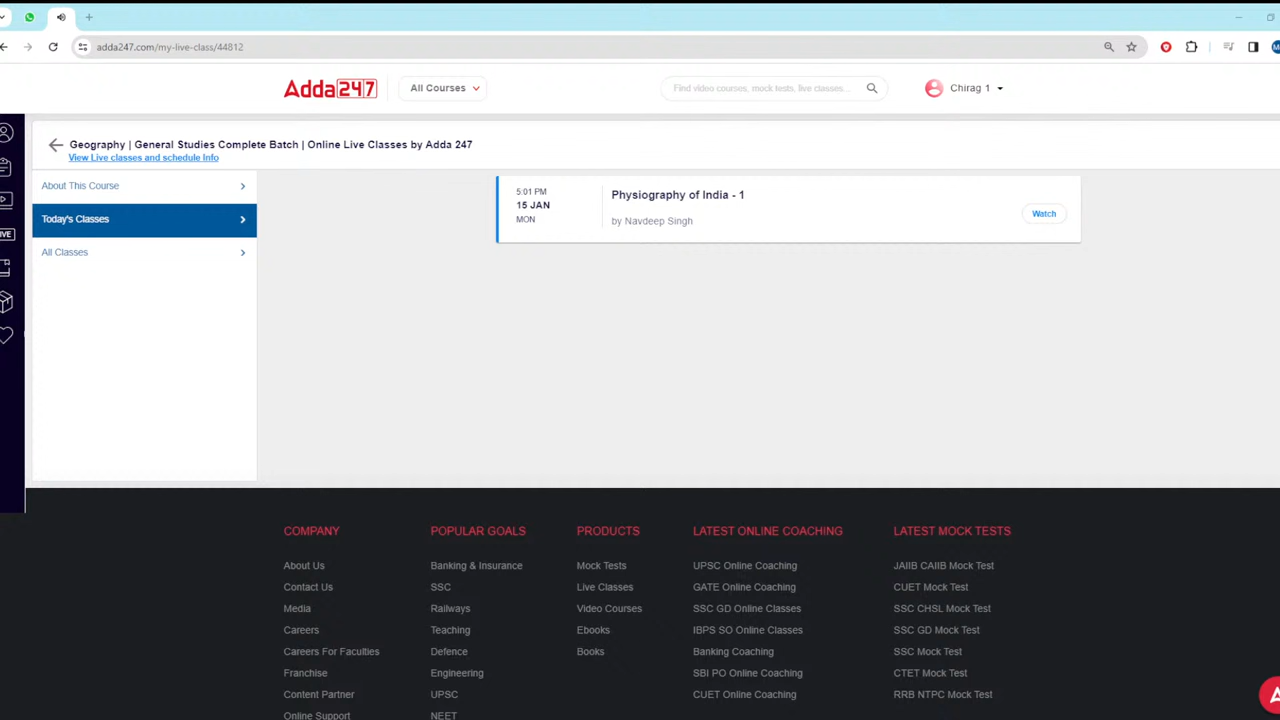 adda247.com/my-live-class/44812
Adda247
All Courses
Find video courses, mock tests, live classes...
Chirag 1
Geography | General Studies Complete Batch | Online Live Classes by Adda 247
View Live classes and schedule Info
About This Course
Today's Classes
All Classes
LIVE
5:01 PM
15 JAN
MON
Physiography of India - 1
by Navdeep Singh
Watch
COMPANY
About Us
Contact Us
Media
Careers
Careers For Faculties
Franchise
Content Partner
Online Support
POPULAR GOALS
Banking & Insurance
SSC
Railways
Teaching
Defence
Engineering
UPSC
NEET
PRODUCTS
Mock Tests
Live Classes
Video Courses
Ebooks
Books
LATEST ONLINE COACHING
UPSC Online Coaching
GATE Online Coaching
SSC GD Online Classes
IBPS SO Online Classes
Banking Coaching
SBI PO Online Coaching
CUET Online Coaching
LATEST MOCK TESTS
JAIIB CAIIB Mock Test
CUET Mock Test
SSC CHSL Mock Test
SSC GD Mock Test
SSC Mock Test
CTET Mock Test
RRB NTPC Mock Test